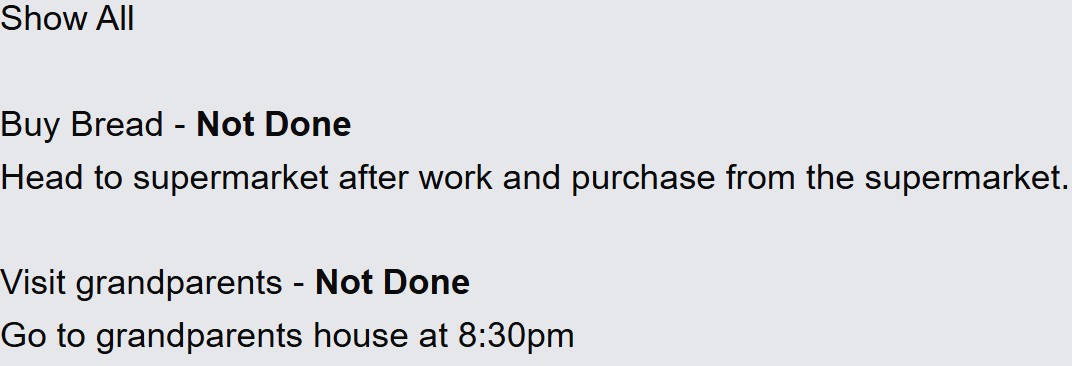 Show All
Buy Bread - Not Done
Head to supermarket after work and purchase from the supermarket.
Visit grandparents - Not Done
Go to grandparents house at 8:30pm